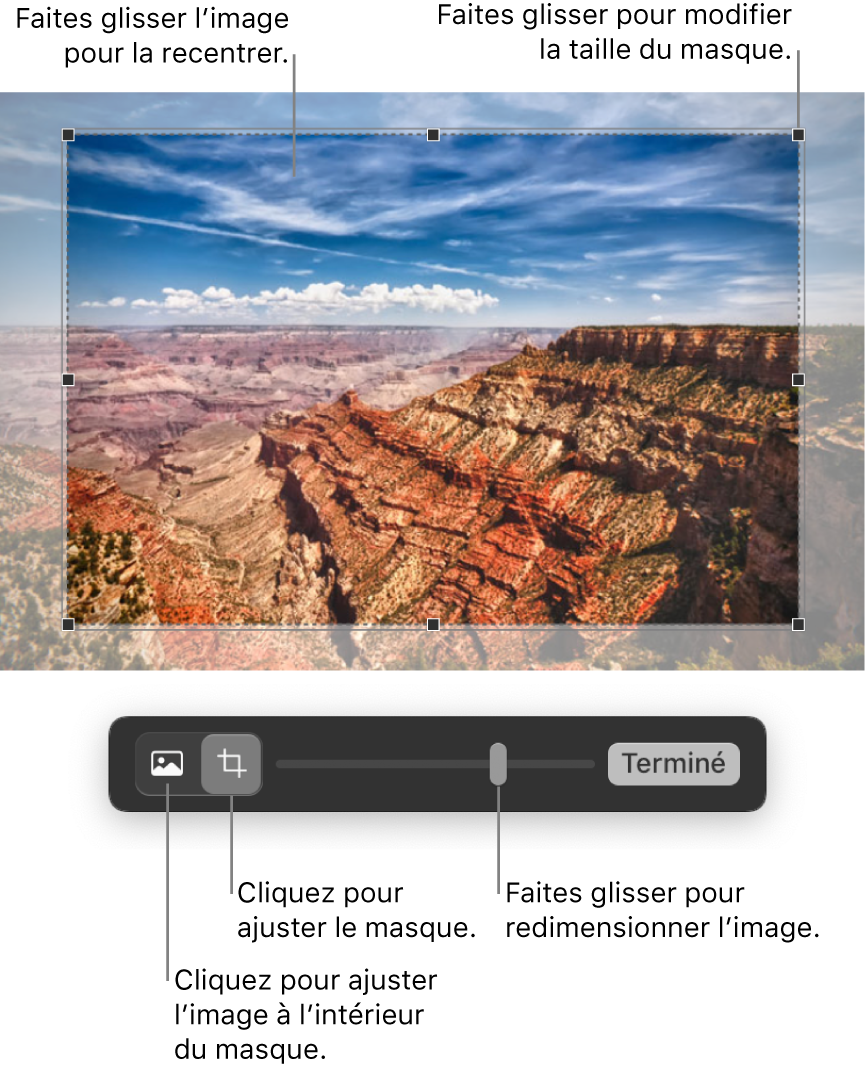 Faites glisser l’image
pour la recentrer.
Faites glisser pour modifier
la taille du masque.
Terminé
Cliquez pour
ajuster le masque.
Faites glisser pour
redimensionner l’image.
Cliquez pour ajuster
l’image à l’intérieur
du masque.